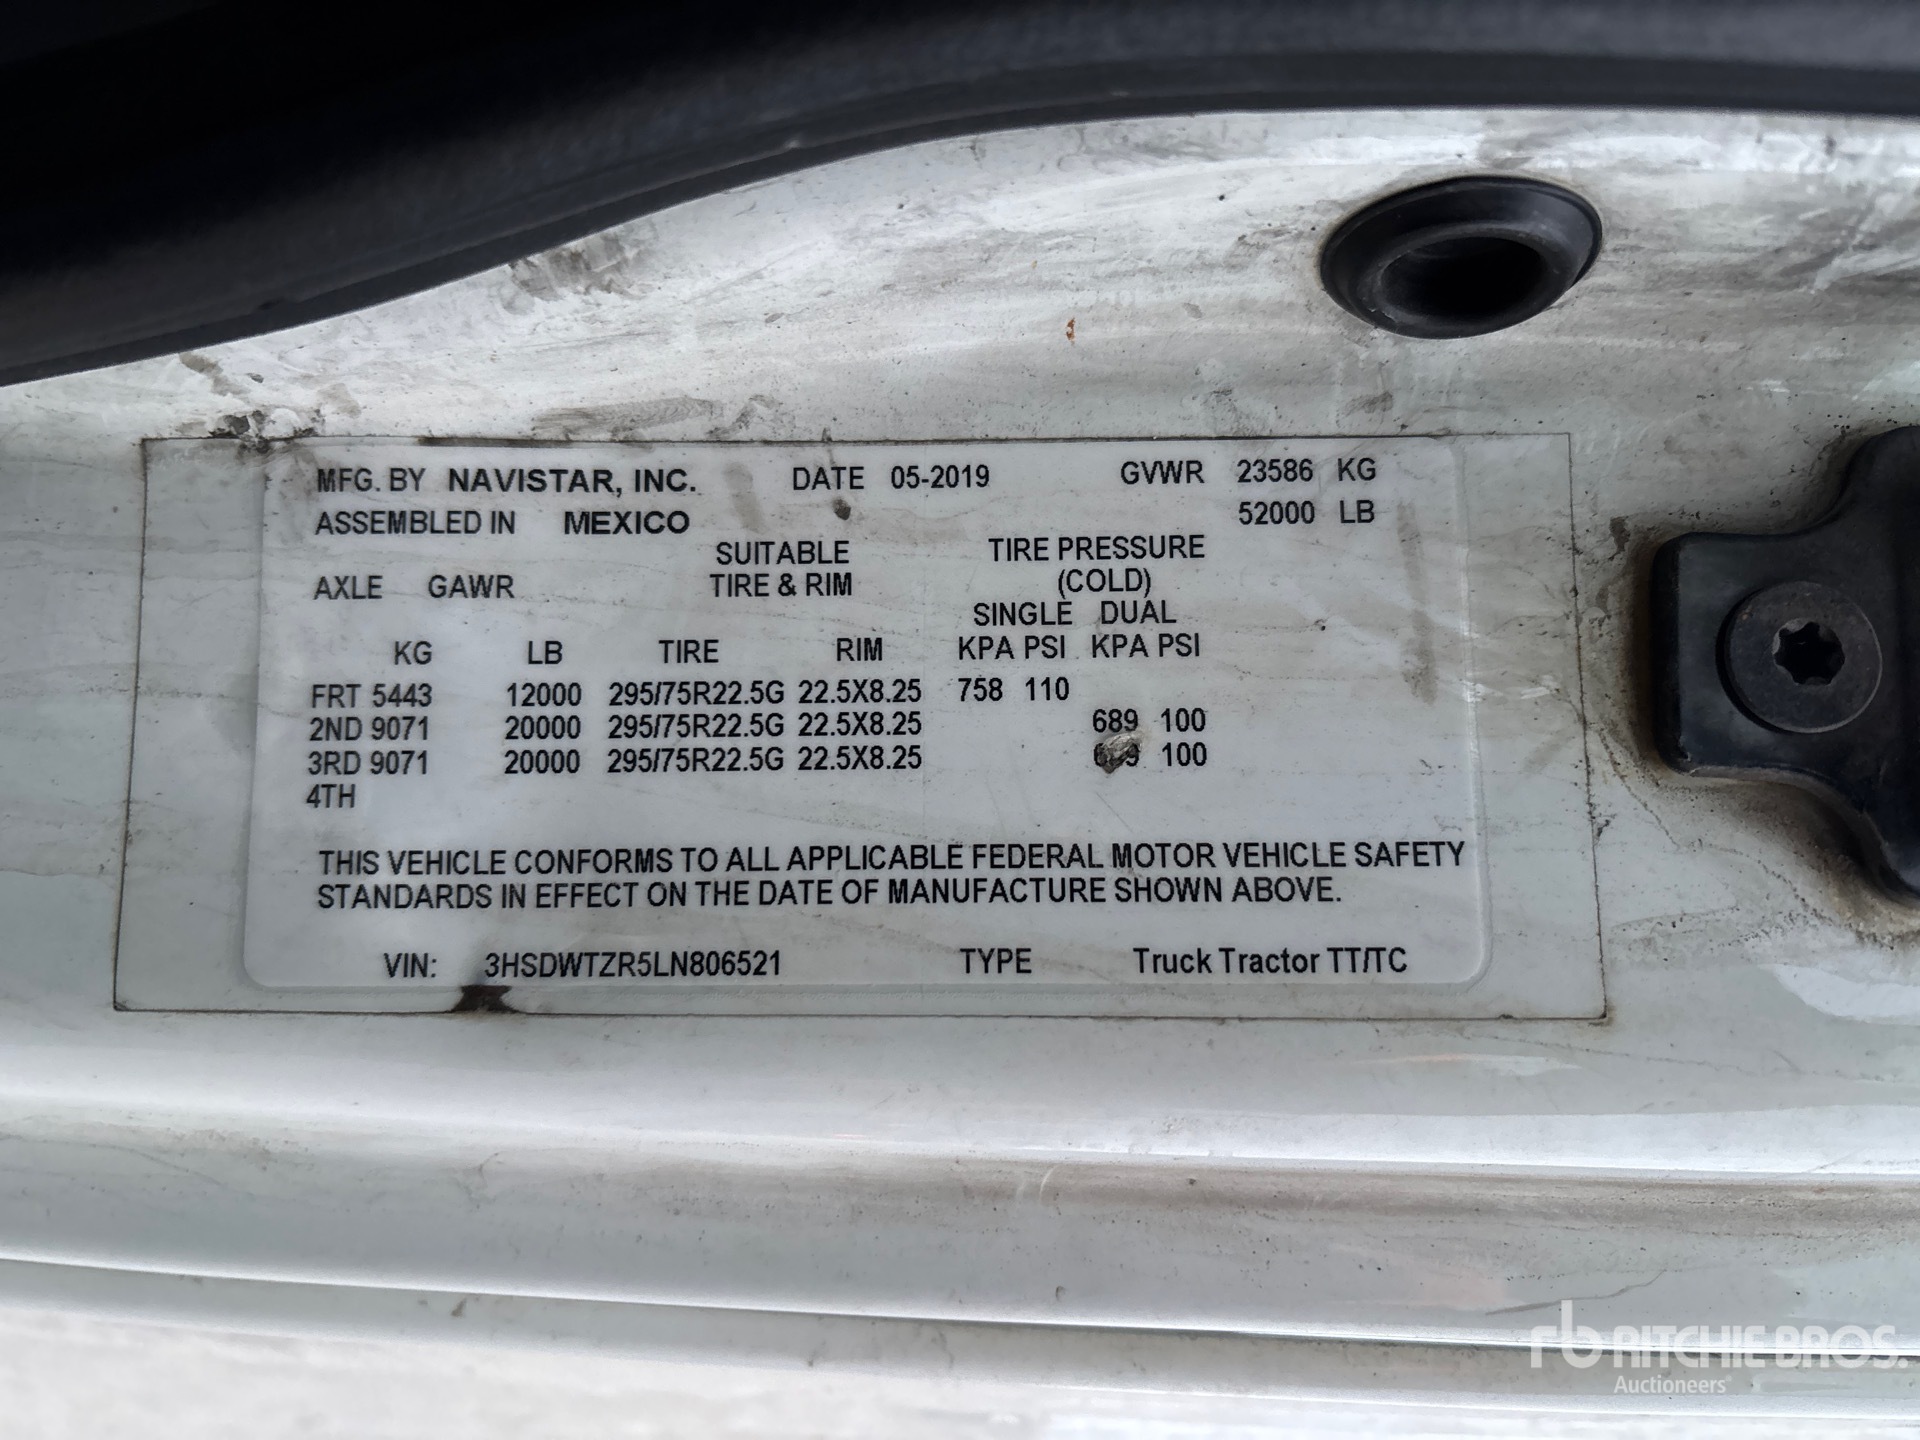 MFG. BY NAVISTAR, INC. DATE 05-2019 GVWR 23586 KG
ASSEMBLED IN MEXICO 52000 LB
SUITABLE TIRE PRESSURE
AXLE GAWR TIRE & RIM (COLD)
SINGLE DUAL
KG LB TIRE RIM KPA PSI KPA PSI
FRT 5443 12000 295/75R22.5G 22.5X8.25 758 110
2ND 9071 20000 295/75R22.5G 22.5X8.25 689 100
3RD 9071 20000 295/75R22.5G 22.5X8.25 100
4TH
THIS VEHICLE CONFORMS TO ALL APPLICABLE FEDERAL MOTOR VEHICLE SAFETY
STANDARDS IN EFFECT ON THE DATE OF MANUFACTURE SHOWN ABOVE.
VIN: 3HSDWTZR5LN806521 TYPE Truck Tractor TT/TC
rb RITCHIE BROS.
Auctioneers